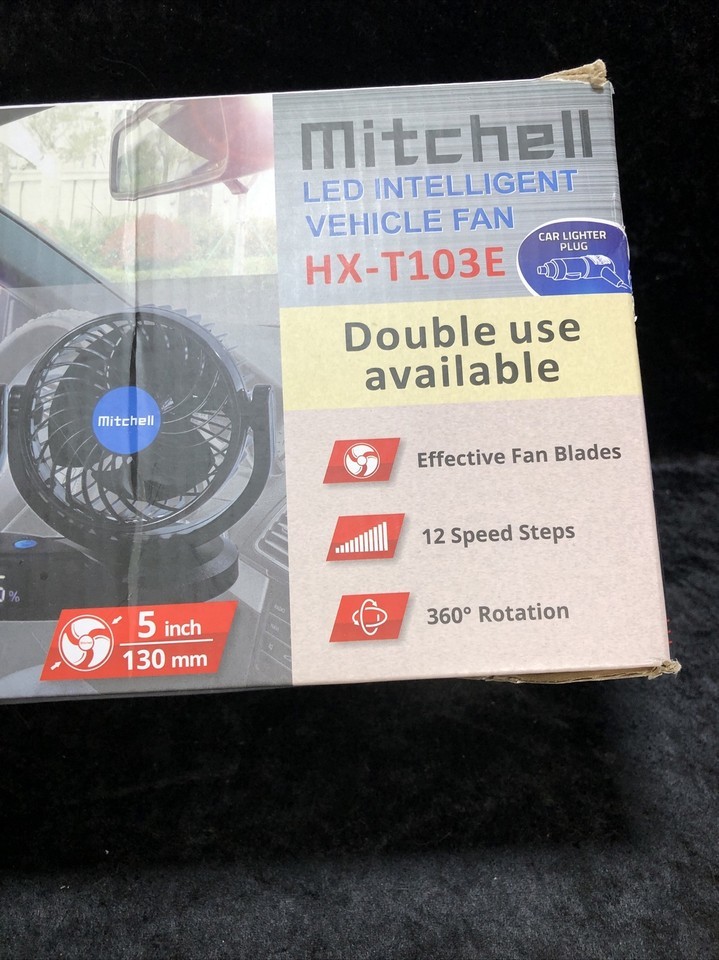 Mitchell
LED INTELLIGENT
VEHICLE FAN
HX-T103E
CAR LIGHTER
PLUG
Double use
available
Mitchell
Effective Fan Blades
12 Speed Steps
360° Rotation
%
5 inch
130 mm